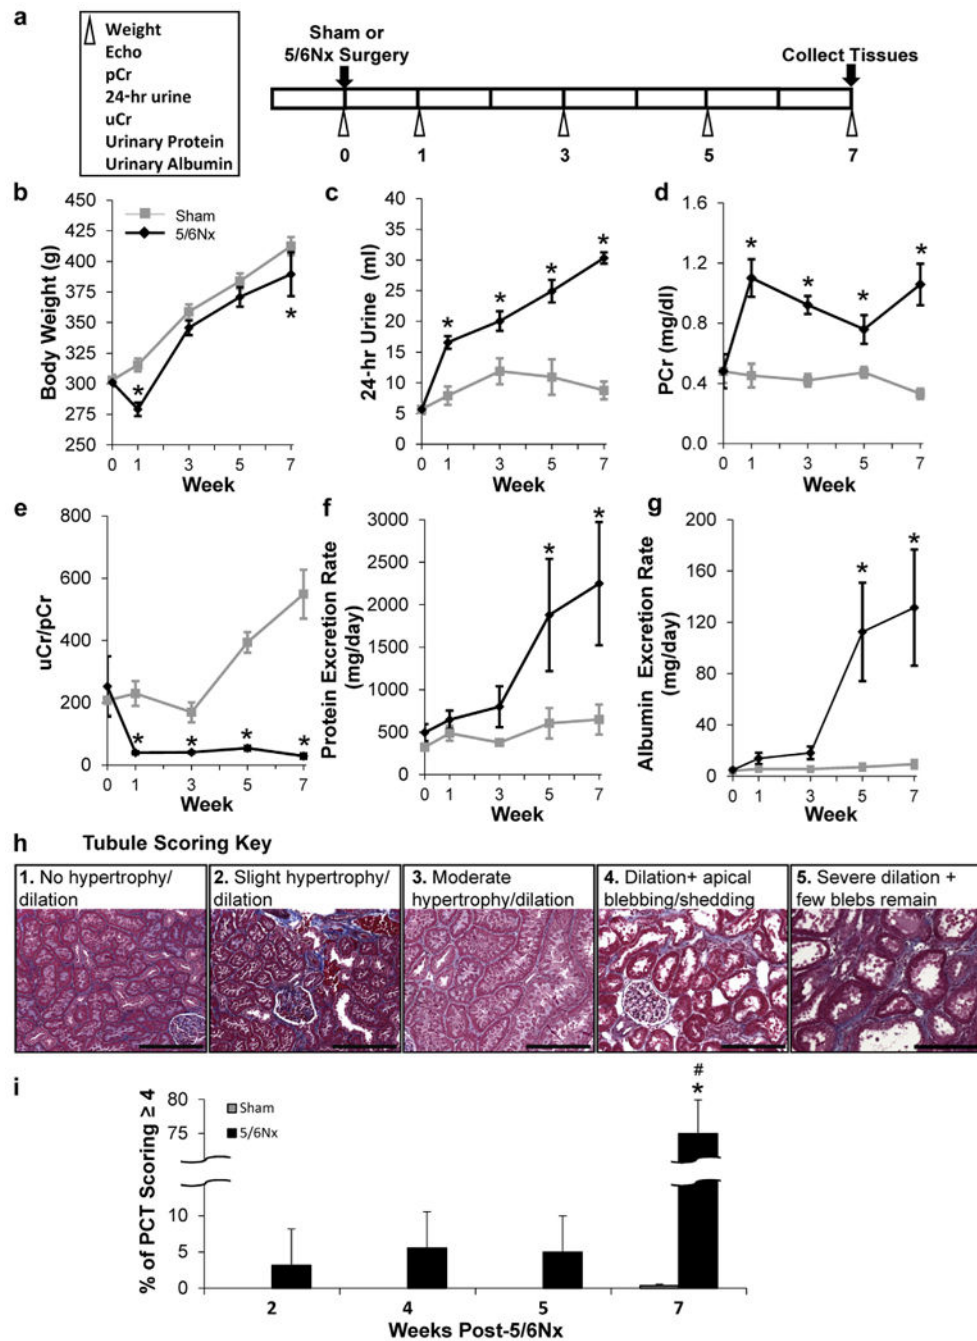 a
Weight
Echo
pCr
24-hr urine
uCr
Urinary Protein
Urinary Albumin
Sham or
5/6Nx Surgery
Collect Tissues
0 1 3 5 7
b
Body Weight (g)
450
425
400
375
350
325
300
275
250
Sham
5/6Nx
*
*
0 1 3 5 7
Week
c
24-hr Urine (ml)
40
35
30
25
20
15
10
5
0
* * * *
0 1 3 5 7
Week
d
PCr (mg/dl)
1.6
1.2
0.8
0.4
0.0
* * * *
0 1 3 5 7
Week
e
uCr/pCr
800
600
400
200
0
* * * *
0 1 3 5 7
Week
f
Protein Excretion Rate
(mg/day)
3000
2500
2000
1500
1000
500
0
* *
0 1 3 5 7
Week
g
Albumin Excretion Rate
(mg/day)
200
160
120
80
40
0
* *
0 1 3 5 7
Week
h Tubule Scoring Key
1. No hypertrophy/
dilation
2. Slight hypertrophy/
dilation
3. Moderate
hypertrophy/dilation
4. Dilation+ apical
blebbing/shedding
5. Severe dilation +
few blebs remain
i
% of PCT Scoring ≥ 4
80
75
10
5
0
Sham
5/6Nx
#
*
2 4 5 7
Weeks Post-5/6Nx